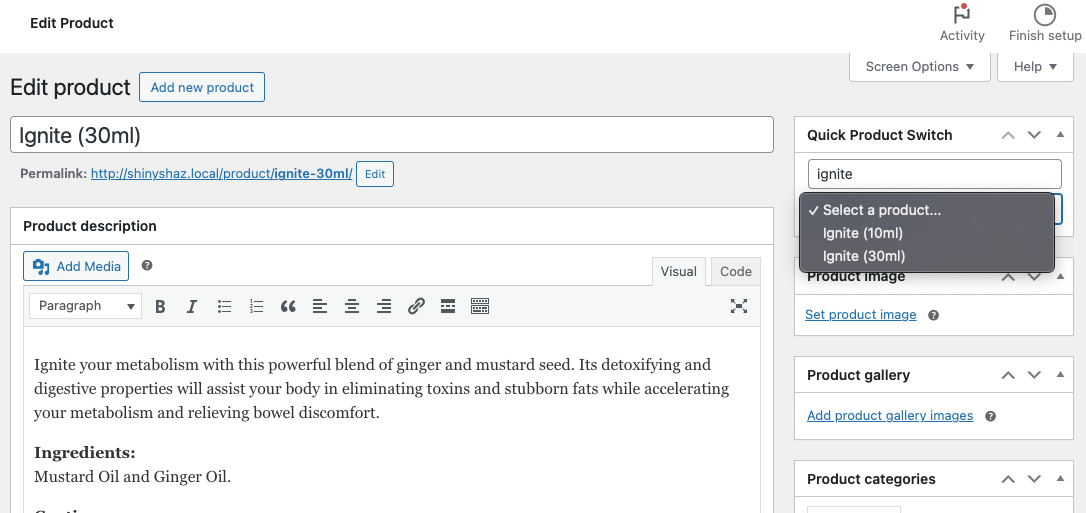 Edit Product
Activity
Finish setup
Screen Options
Help
Edit product
Add new product
Ignite (30ml)
Permalink: http://shinyshaz.local/product/ignite-30ml/ Edit
Product description
Add Media
Visual
Code
Paragraph
Ignite your metabolism with this powerful blend of ginger and mustard seed. Its detoxifying and
digestive properties will assist your body in eliminating toxins and stubborn fats while accelerating
your metabolism and relieving bowel discomfort.
Ingredients:
Mustard Oil and Ginger Oil.
Quick Product Switch
ignite
✓ Select a product...
Ignite (10ml)
Ignite (30ml)
Product image
Set product image
Product gallery
Add product gallery images
Product categories